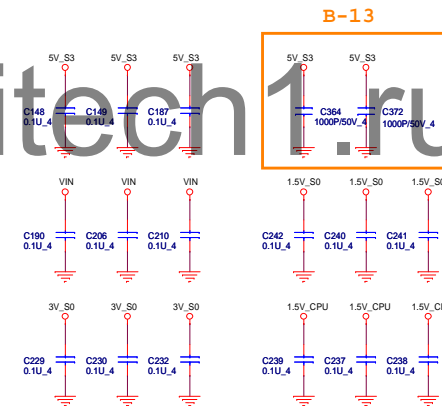 B-13
5V_S3 5V_S3 5V_S3 5V_S3 5V_S3
C148 C149 C187 C364 C372
0.1U_4 0.1U_4 0.1U_4 1000P/50V_4 1000P/50V_4
itech1.ru
VIN VIN VIN 1.5V_S0 1.5V_S0 1.5V_S0
C190 C206 C210 C242 C240 C241
0.1U_4 0.1U_4 0.1U_4 0.1U_4 0.1U_4 0.1U_4
3V_S0 3V_S0 3V_S0 1.5V_CPU 1.5V_CPU 1.5V_C
C229 C230 C232 C239 C237 C238
0.1U_4 0.1U_4 0.1U_4 0.1U_4 0.1U_4 0.1U_4